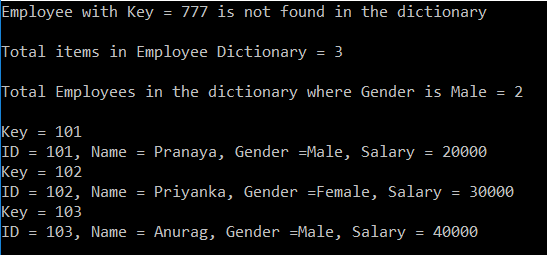 Employee with Key = 777 is not found in the dictionary
Total items in Employee Dictionary = 3
Total Employees in the dictionary where Gender is Male = 2
Key = 101
ID = 101, Name = Pranaya, Gender =Male, Salary = 20000
Key = 102
ID = 102, Name = Priyanka, Gender =Female, Salary = 30000
Key = 103
ID = 103, Name = Anurag, Gender =Male, Salary = 40000